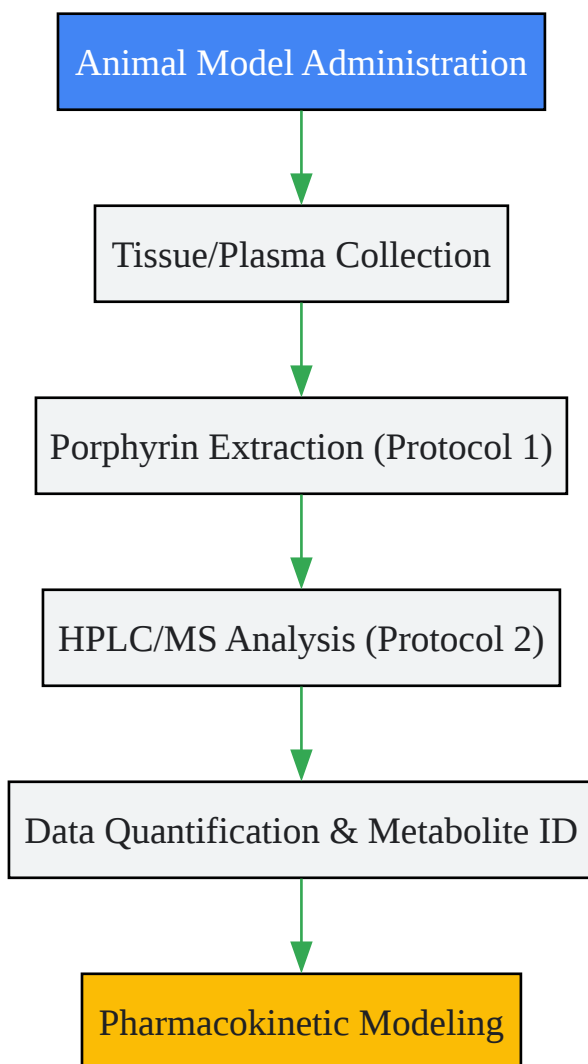 Animal Model Administration
Tissue/Plasma Collection
Porphyrin Extraction (Protocol 1)
HPLC/MS Analysis (Protocol 2)
Data Quantification & Metabolite ID
Pharmacokinetic Modeling